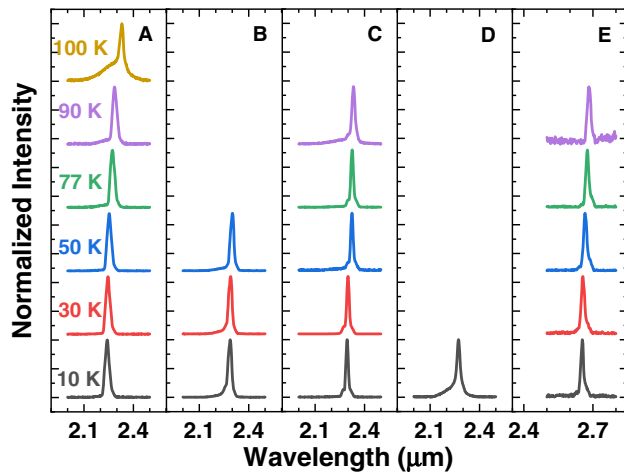 A
B
C
D
E
100 K
90 K
77 K
50 K
30 K
10 K
Normalized Intensity
2.1 2.4 2.1 2.4 2.1 2.4 2.1 2.4 2.4 2.7
Wavelength (μm)